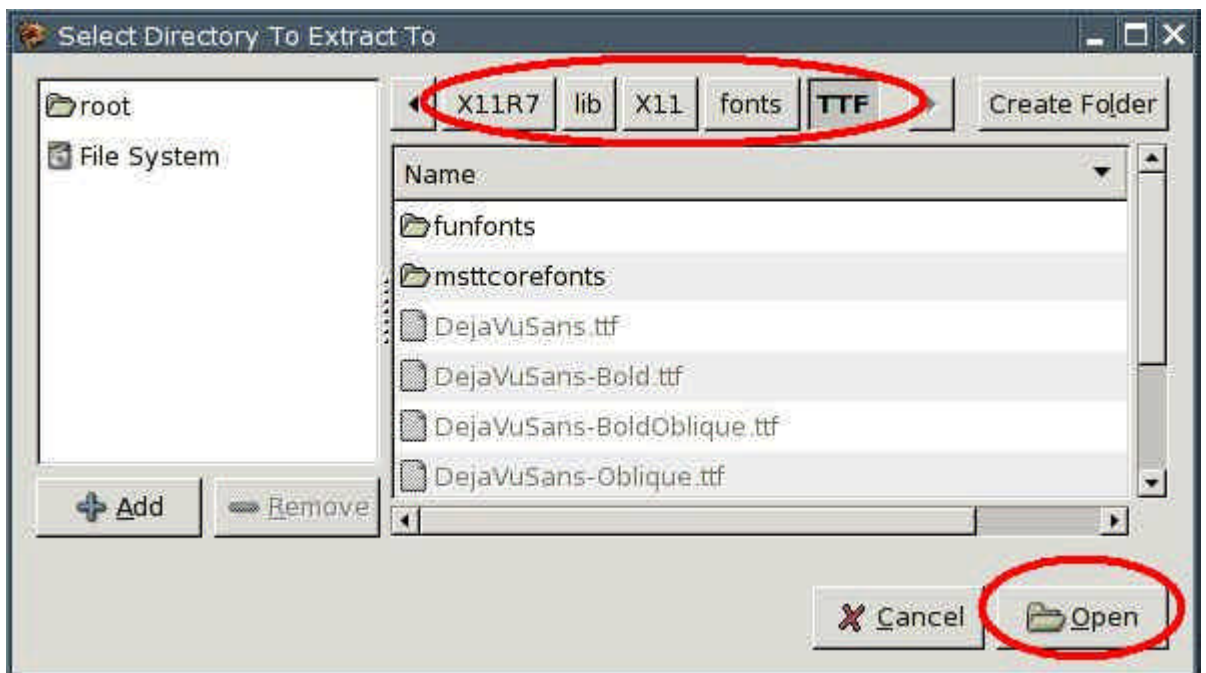 Select Directory To Extract To
root
File System
X11R7 lib X11 fonts TTF Create Folder
Name
funfonts
msttcorefonts
DejaVuSans.ttf
DejaVuSans-Bold.ttf
DejaVuSans-BoldOblique.ttf
DejaVuSans-Oblique.ttf
Add Remove
Cancel Open